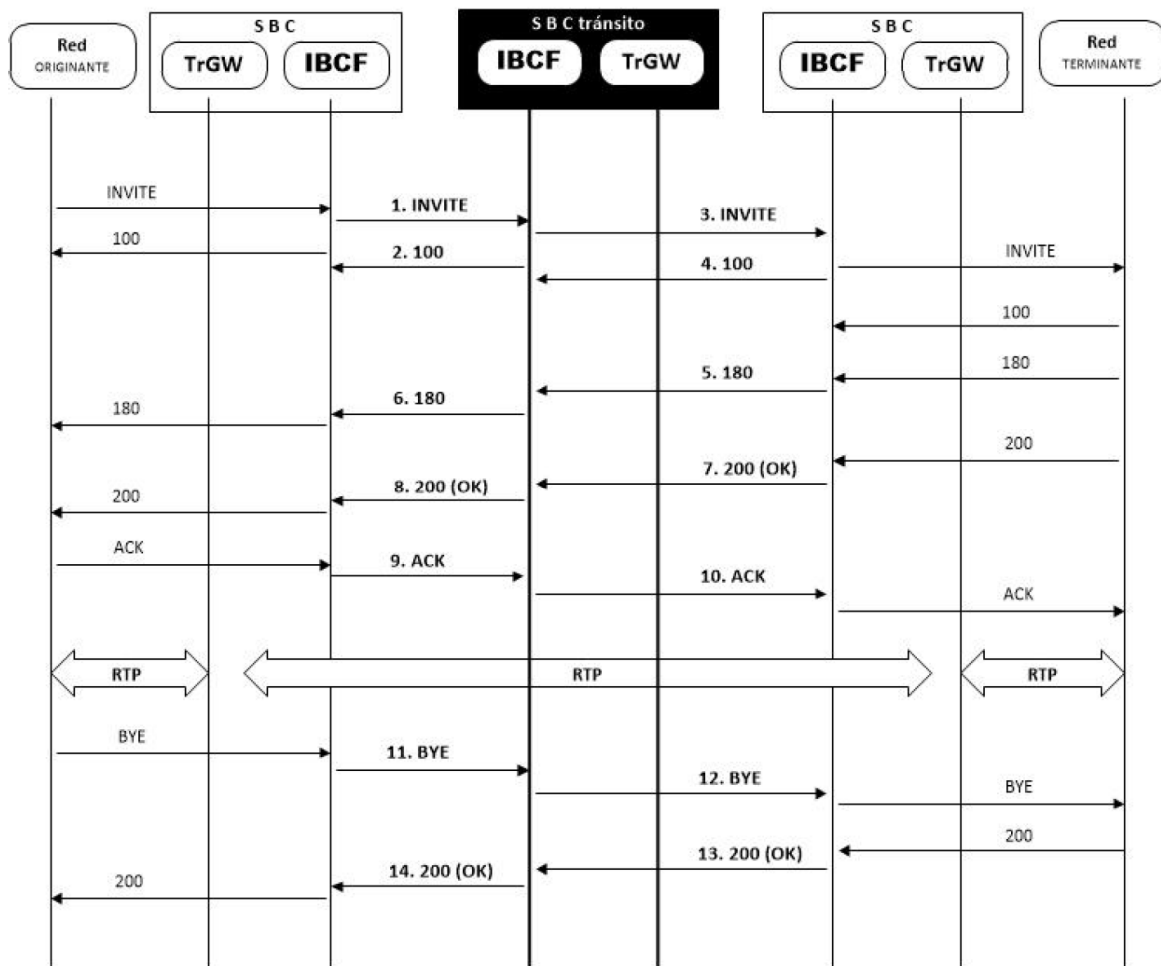 S B C
S B C tránsito
S B C
Red
ORIGINANTE
TrGW
IBCF
IBCF
TrGW
IBCF
TrGW
Red
TERMINANTE
INVITE
1. INVITE
3. INVITE
100
2. 100
4. 100
INVITE
100
180
5. 180
6. 180
180
200
7. 200 (OK)
8. 200 (OK)
200
ACK
9. ACK
10. ACK
ACK
RTP
RTP
RTP
BYE
11. BYE
12. BYE
BYE
200
13. 200 (OK)
14. 200 (OK)
200